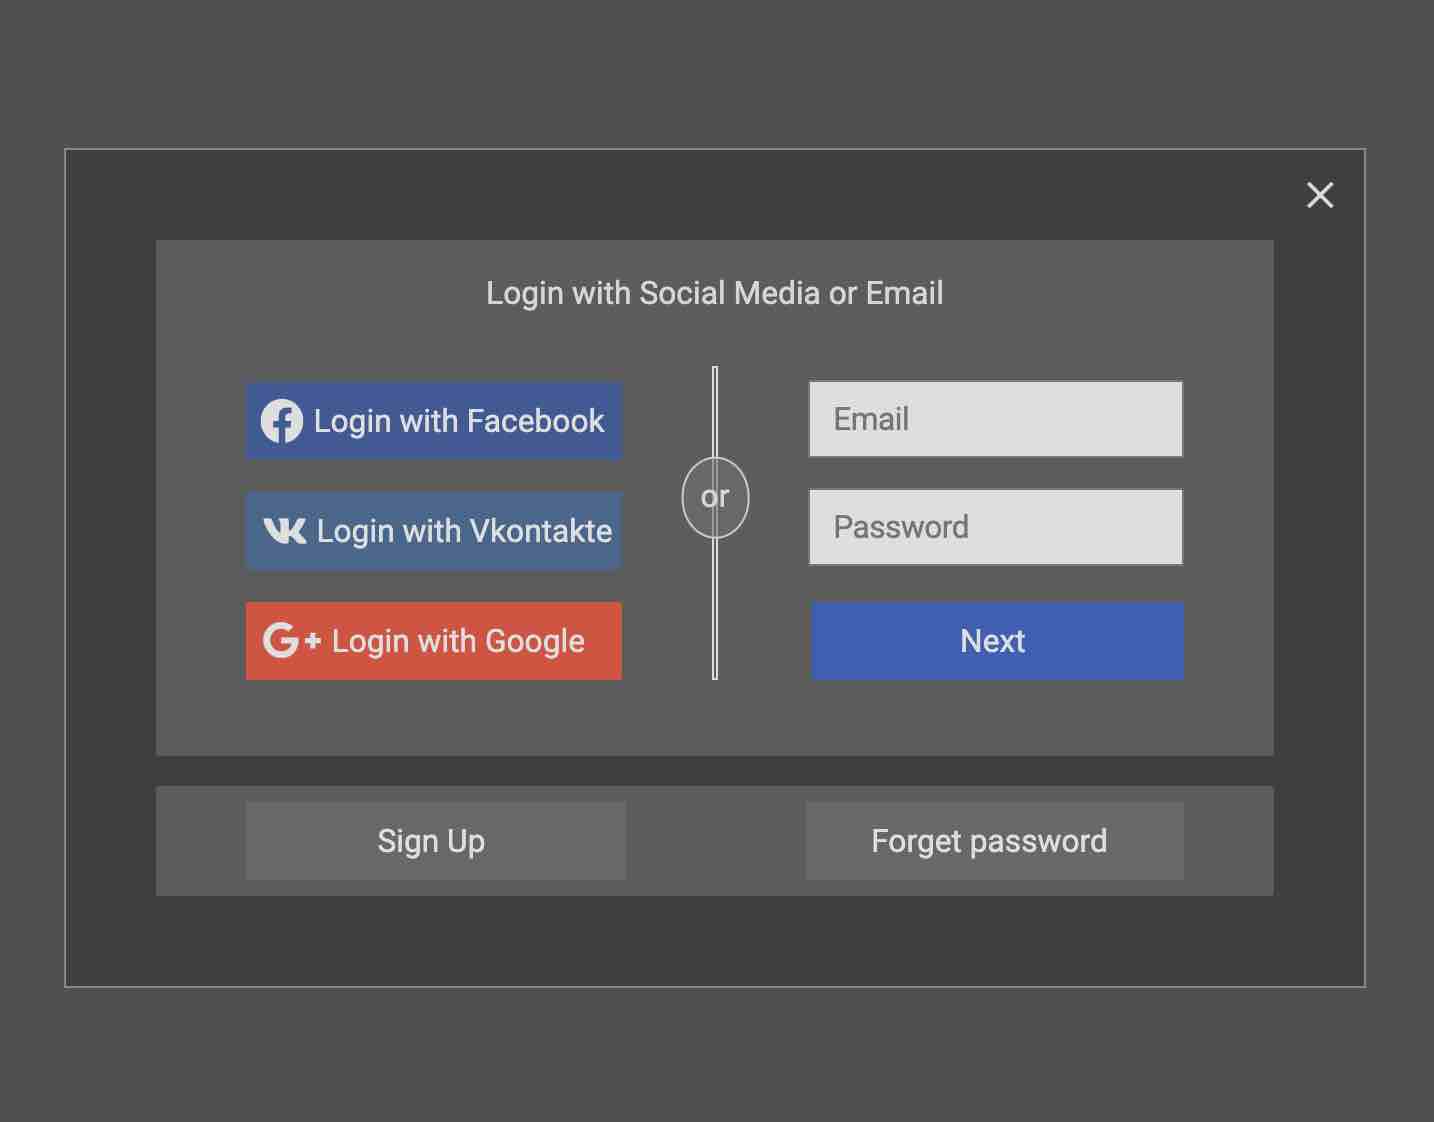 Login with Social Media or Email
Login with Facebook
Login with Vkontakte
G+ Login with Google
or
Email
Password
Next
Sign Up
Forget password